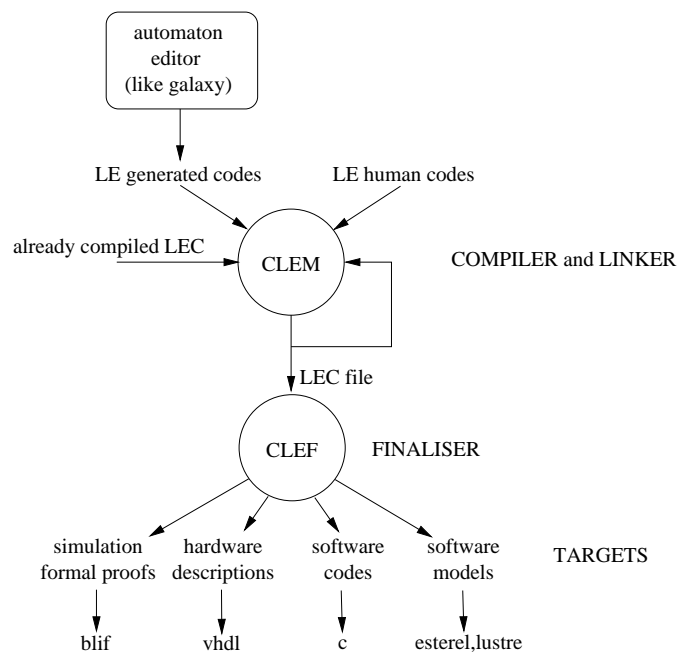 automaton
editor
(like galaxy)
LE generated codes
LE human codes
already compiled LEC
CLEM
COMPILER and LINKER
LEC file
CLEF
FINALISER
simulation
formal proofs
hardware
descriptions
software
codes
software
models
TARGETS
blif
vhdl
c
esterel,lustre